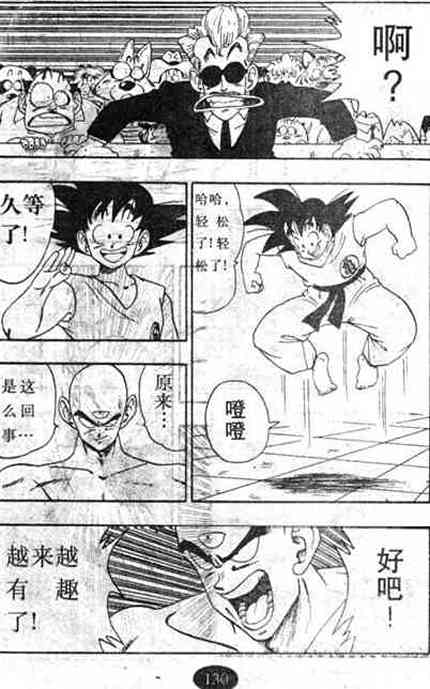 啊？
哈哈，
轻松
了！轻
松了！
噔
噔
久等
了！
原来…
是这
么回
事…
好吧！
越来越
有趣
了！
130